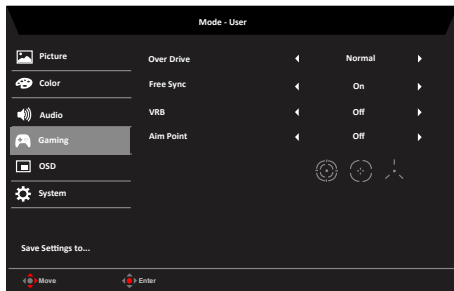 Mode - User
Picture
Color
Audio
Gaming
OSD
System
Save Settings to...
Over Drive Normal
Free Sync On
VRB Off
Aim Point Off
Move Enter